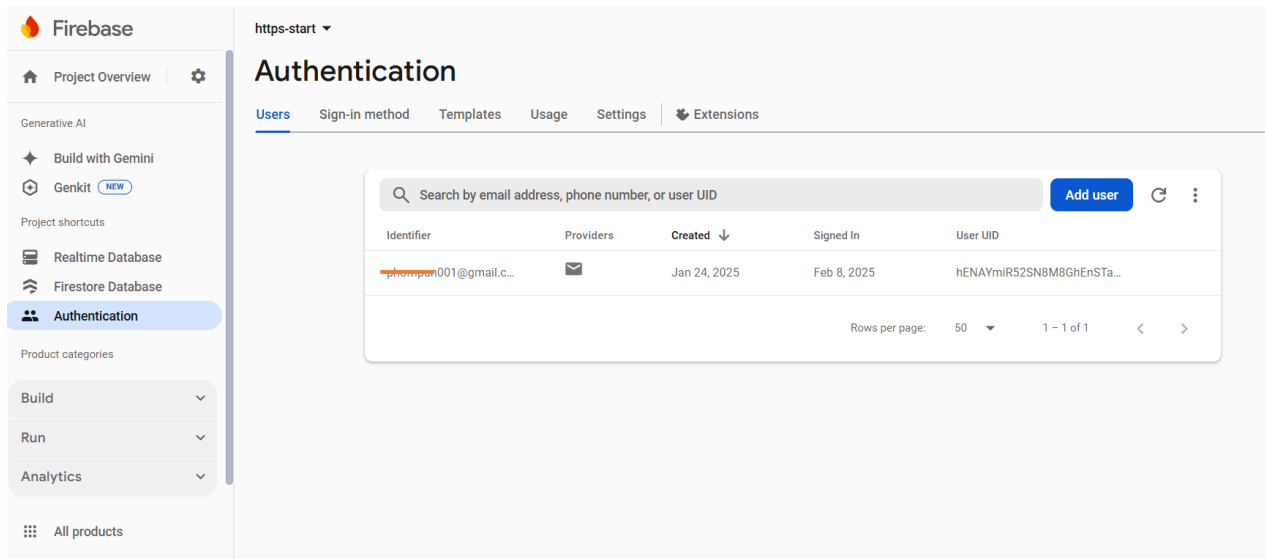 Firebase
Project Overview
Generative AI
Build with Gemini
Genkit NEW
Project shortcuts
Realtime Database
Firestore Database
Authentication
Product categories
Build
Run
Analytics
All products
https-start
Authentication
Users Sign-in method Templates Usage Settings Extensions
Search by email address, phone number, or user UID Add user
Identifier Providers Created Signed In User UID
001@gmail.c... Jan 24, 2025 Feb 8, 2025 hENAYmiR52SN8M8GhEnSTa...
Rows per page: 50 1 – 1 of 1